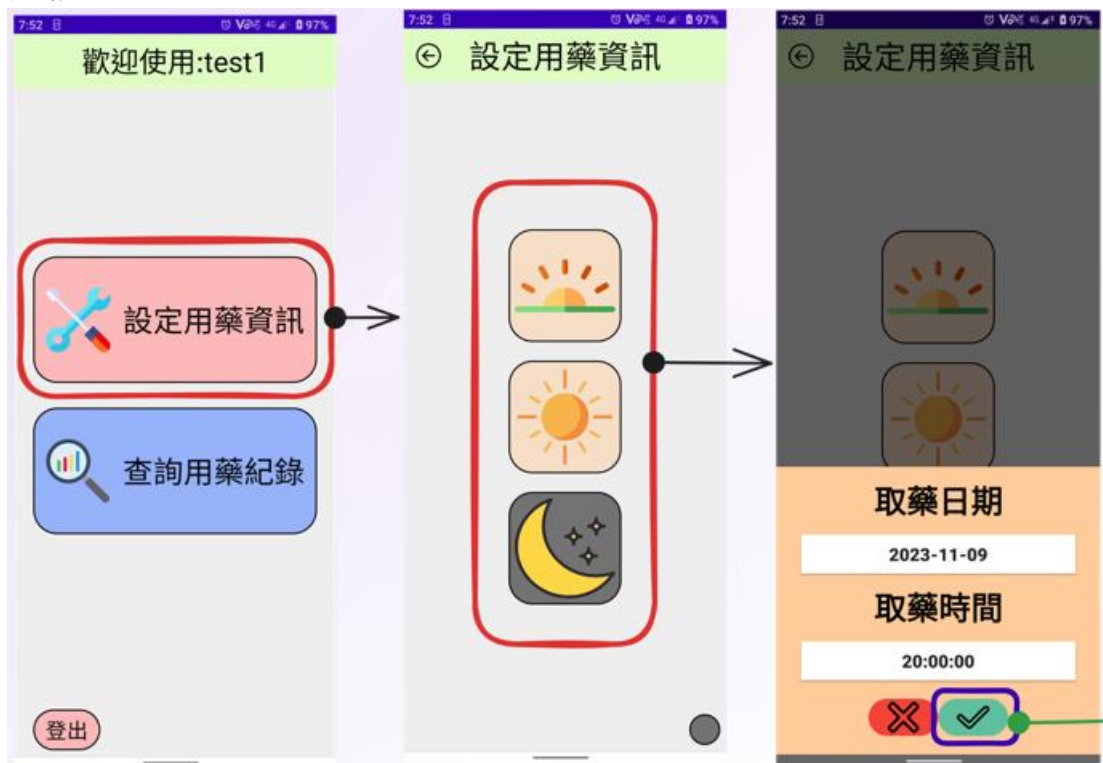 7:52
97%
歡迎使用:test1
設定用藥資訊
查詢用藥紀錄
登出
7:52
97%
設定用藥資訊
7:52
97%
設定用藥資訊
取藥日期
2023-11-09
取藥時間
20:00:00